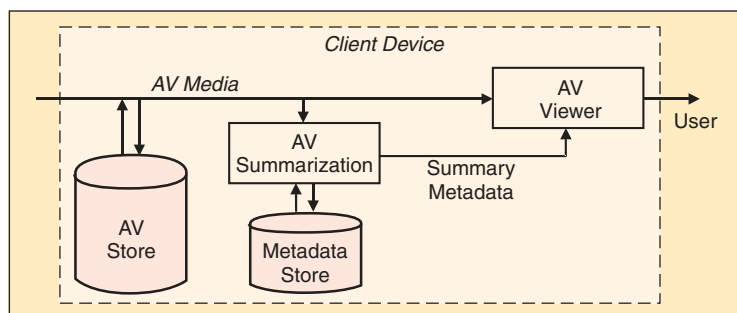 Client Device
AV Media
AV
Viewer
User
AV
Summarization
Summary
Metadata
AV
Store
Metadata
Store